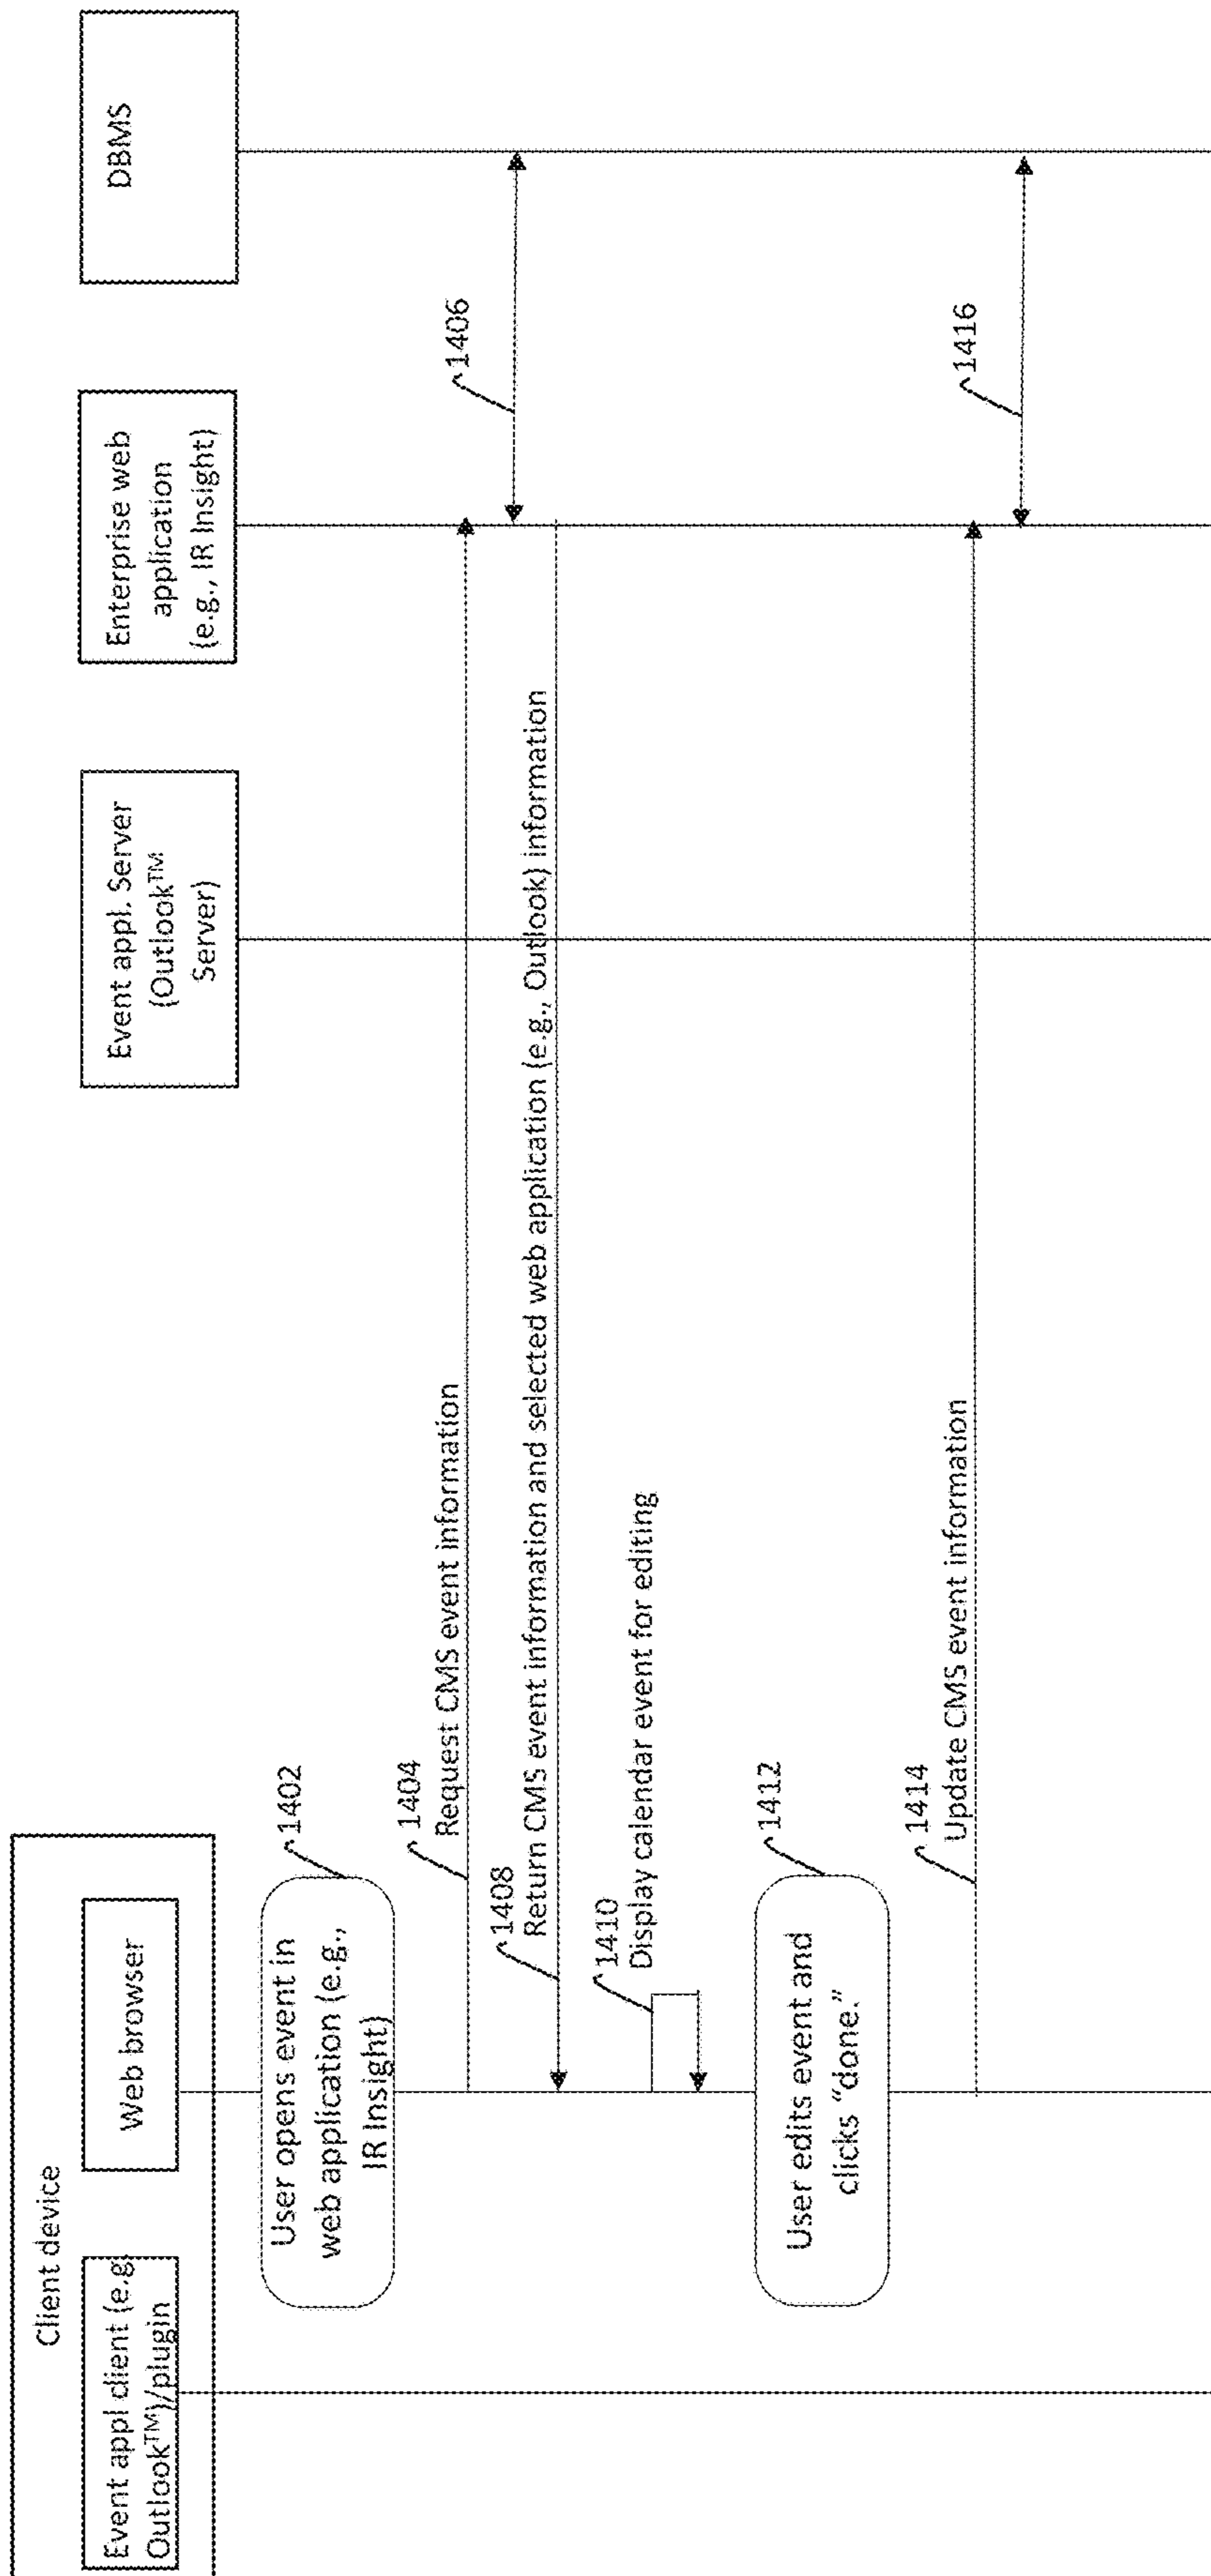 Client device
Event appl client (e.g.
Outlook™)/plugin
Web browser
Event appl. Server
(Outlook™
Server)
Enterprise web
application
(e.g., IR Insight)
DBMS
User opens event in
web application (e.g.,
IR Insight)
1402
1404
Request CMS event information
1406
1408
Return CMS event information and selected web application (e.g., Outlook) information
1410
Display calendar event for editing
User edits event and
clicks “done.”
1412
1414
Update CMS event information
1416